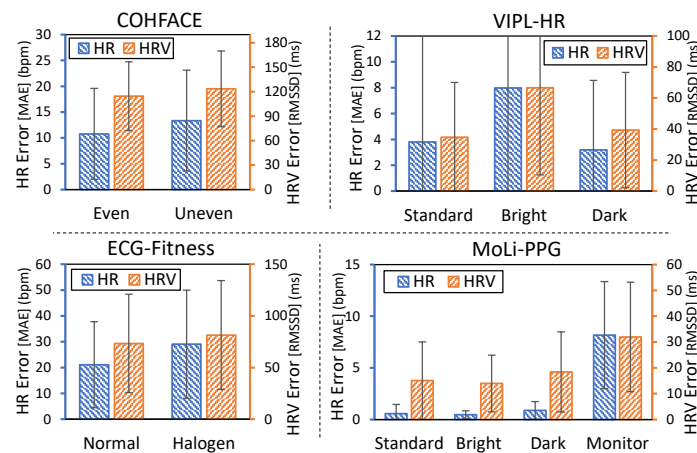 COHFACE
HR HRV
HR Error [MAE] (bpm)
30
25
20
15
10
5
0
180
150
120
90
60
30
0
HRV Error [RMSSD] (ms)
Even Uneven
VIPL-HR
HR HRV
HR Error [MAE] (bpm)
12
10
8
6
4
2
0
100
80
60
40
20
0
HRV Error [RMSSD] (ms)
Standard Bright Dark
ECG-Fitness
HR HRV
HR Error [MAE] (bpm)
60
50
40
30
20
10
0
150
100
50
0
HRV Error [RMSSD] (ms)
Normal Halogen
MoLi-PPG
HR HRV
HR Error [MAE] (bpm)
15
10
5
0
60
50
40
30
20
10
0
HRV Error [RMSSD] (ms)
Standard Bright Dark Monitor